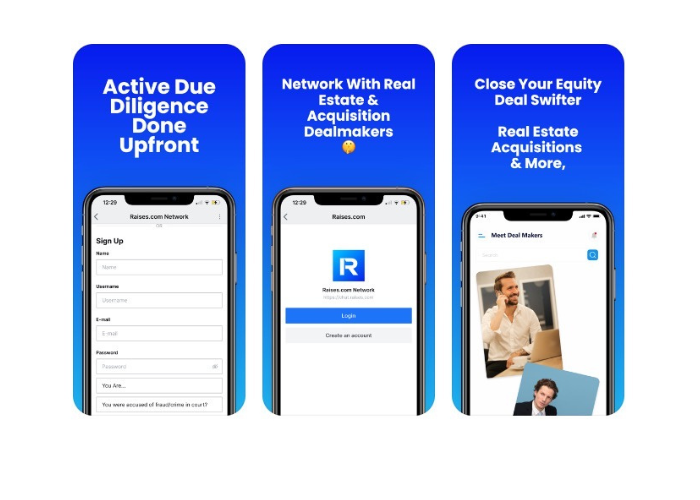 Active Due
Diligence
Done
Upfront
12:29
Raises.com Network
OR
Sign Up
Name
Name
Username
Username
E-mail
E-mail
Password
Password
You Are...
You were accused of fraud/crime in court?
Network With Real
Estate &
Acquisition
Dealmakers
🤫
12:29
Raises.com
R
Raises.com Network
Login
Create an account
Close Your Equity
Deal Swifter
Real Estate
Acquisitions
& More,
9:41
Meet Deal Makers
Search